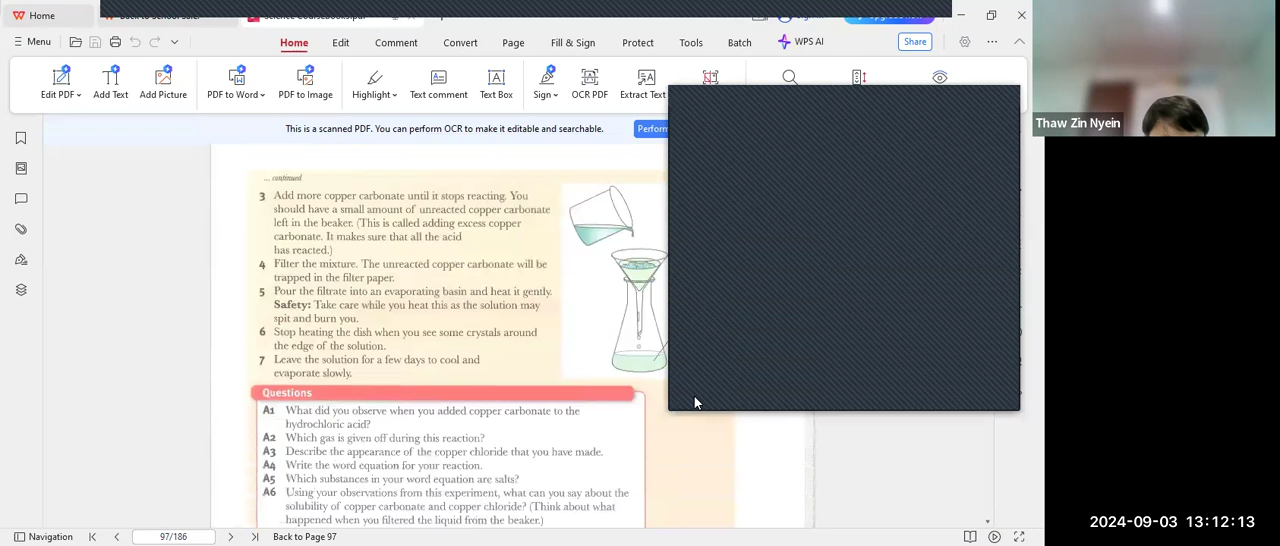 Home
Menu
Home Edit Comment Convert Page Fill & Sign Protect Tools Batch WPS AI
Share
Edit PDF Add Text Add Picture PDF to Word PDF to Image Highlight Text comment Text Box Sign OCR PDF Extract Text
This is a scanned PDF. You can perform OCR to make it editable and searchable.
Perform
Thaw Zin Nyein
... continued
3 Add more copper carbonate until it stops reacting. You
should have a small amount of unreacted copper carbonate
left in the beaker. (This is called adding excess copper
carbonate. It makes sure that all the acid
has reacted.)
4 Filter the mixture. The unreacted copper carbonate will be
trapped in the filter paper.
5 Pour the filtrate into an evaporating basin and heat it gently.
Safety: Take care while you heat this as the solution may
spit and burn you.
6 Stop heating the dish when you see some crystals around
the edge of the solution.
7 Leave the solution for a few days to cool and
evaporate slowly.
Questions
A1 What did you observe when you added copper carbonate to the
hydrochloric acid?
A2 Which gas is given off during this reaction?
A3 Describe the appearance of the copper chloride that you have made.
A4 Write the word equation for your reaction.
A5 Which substances in your word equation are salts?
A6 Using your observations from this experiment, what can you say about the
solubility of copper carbonate and copper chloride? (Think about what
happened when you filtered the liquid from the beaker.)
Navigation 97/186 Back to Page 97
2024-09-03 13:12:13